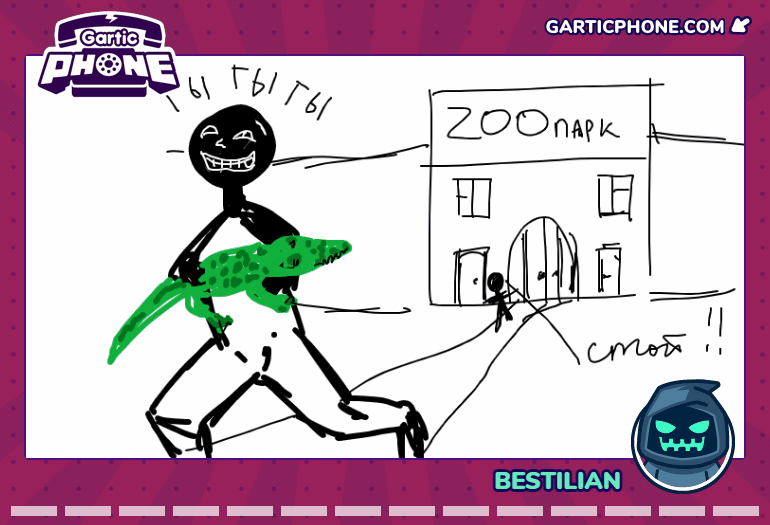 Gartic
PHONE
GARTICPHONE.COM
ГЫ ГЫ ГЫ
ZOOПАРК
стой !!
BESTILIAN